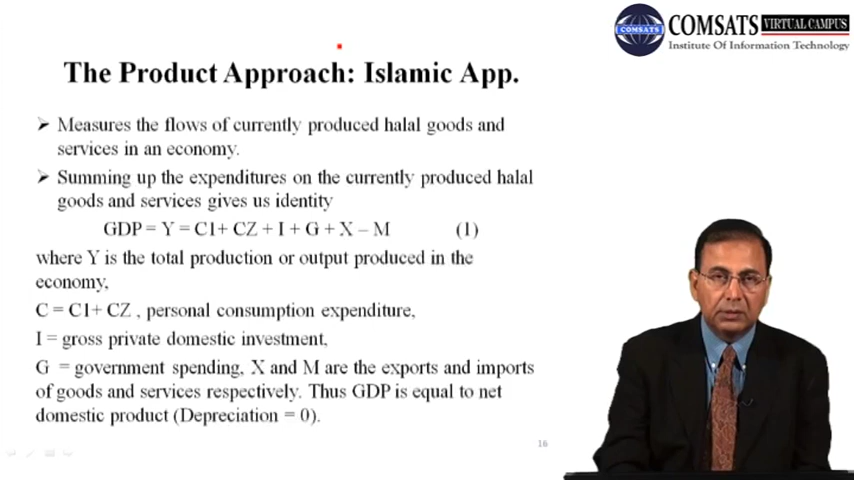 COMSATS VIRTUAL CAMPUS
COMSATS
Institute Of Information Technology
The Product Approach: Islamic App.
Measures the flows of currently produced halal goods and
services in an economy.
Summing up the expenditures on the currently produced halal
goods and services gives us identity
GDP = Y = C1+ CZ + I + G + X – M (1)
where Y is the total production or output produced in the
economy,
C = C1+ CZ , personal consumption expenditure,
I = gross private domestic investment,
G = government spending, X and M are the exports and imports
of goods and services respectively. Thus GDP is equal to net
domestic product (Depreciation = 0).
16